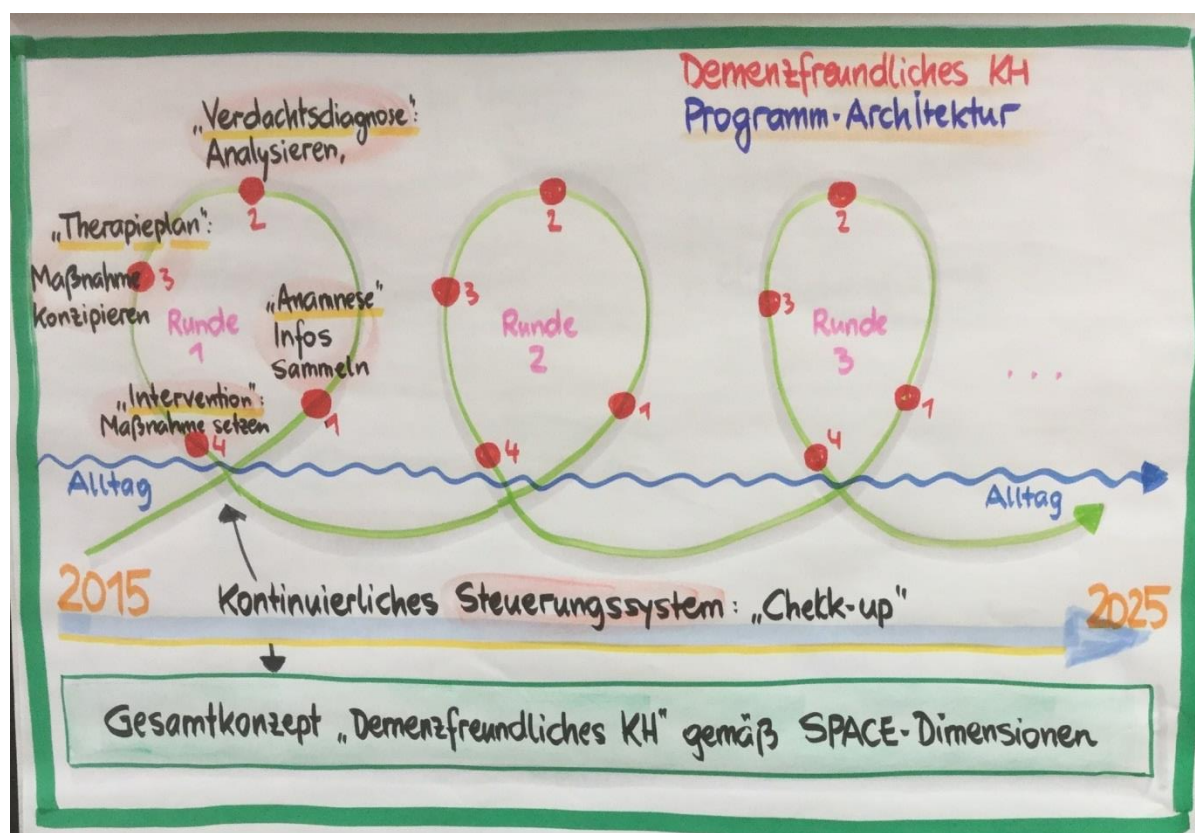 Demenzfreundliches KH
Programm-Architektur
„Verdachtsdiagnose":
Analysieren,
2
„Therapieplan":
Maßnahme
konzipieren
3
Runde
1
„Anamnese"
Infos
sammeln
1
„Intervention":
Maßnahme setzen
4
2
3
Runde
2
1
4
2
3
Runde
3
1
4
...
Alltag
Alltag
2015
2025
Kontinuierliches Steuerungssystem: „Check-up"
Gesamtkonzept „Demenzfreundliches KH" gemäß SPACE-Dimensionen